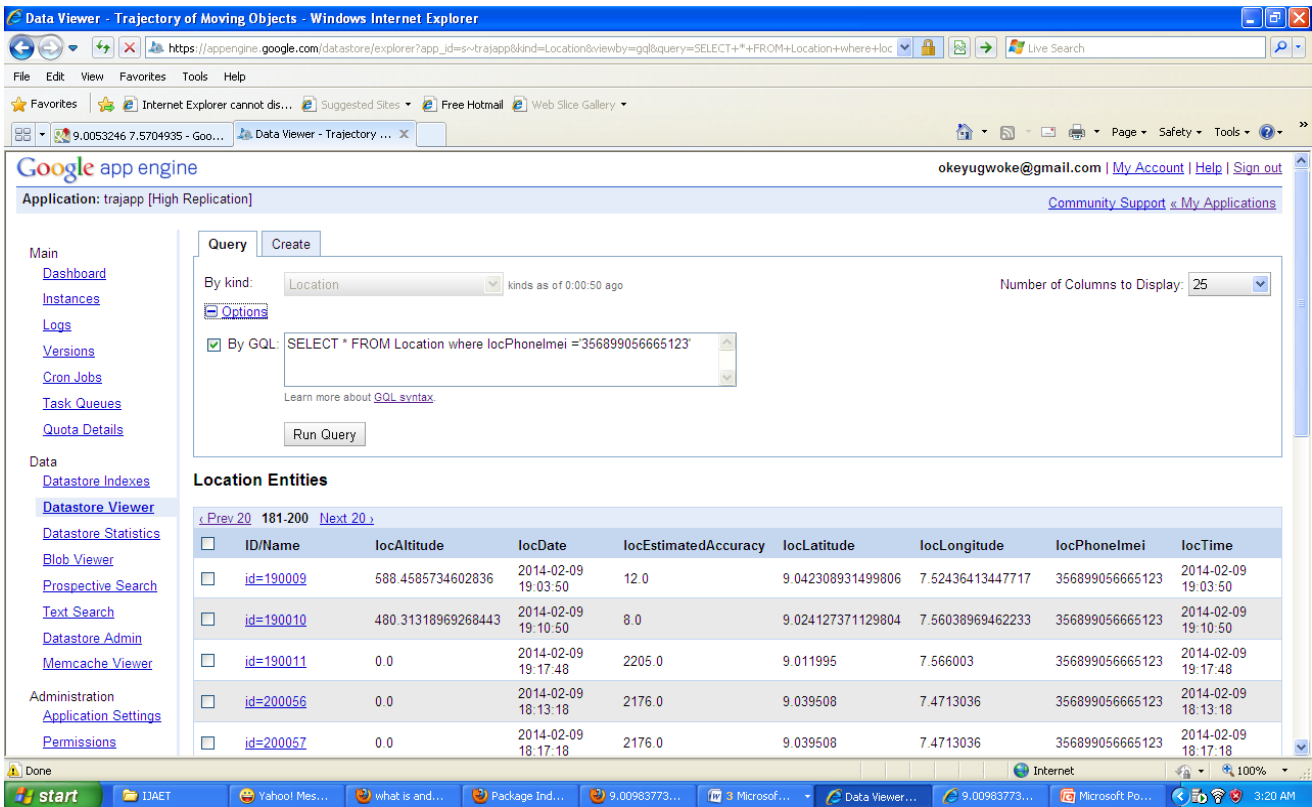 Data Viewer - Trajectory of Moving Objects - Windows Internet Explorer
https://appengine.google.com/datastore/explorer?app_id=s~trajapp&kind=Location&viewby=gql&query=SELECT+*+FROM+Location+where+loc
Live Search
File Edit View Favorites Tools Help
Favorites Internet Explorer cannot dis... Suggested Sites Free Hotmail Web Slice Gallery
9.0053246 7.5704935 - Goo... Data Viewer - Trajectory ... X Page Safety Tools »
Google app engine
okeyugwoke@gmail.com | My Account | Help | Sign out
Application: trajapp [High Replication]
Community Support « My Applications
Main
Dashboard
Instances
Logs
Versions
Cron Jobs
Task Queues
Quota Details
Data
Datastore Indexes
Datastore Viewer
Datastore Statistics
Blob Viewer
Prospective Search
Text Search
Datastore Admin
Memcache Viewer
Administration
Application Settings
Permissions
Query Create
By kind: Location kinds as of 0:00:50 ago
Number of Columns to Display: 25
Options
By GQL: SELECT * FROM Location where locPhoneImei ='356899056665123'
Learn more about GQL syntax.
Run Query
Location Entities
‹ Prev 20 181-200 Next 20 ›
ID/Name locAltitude locDate locEstimatedAccuracy locLatitude locLongitude locPhoneImei locTime
id=190009 588.4585734602836 2014-02-09 19:03:50 12.0 9.042308931499806 7.52436413447717 356899056665123 2014-02-09 19:03:50
id=190010 480.31318969268443 2014-02-09 19:10:50 8.0 9.024127371129804 7.56038969462233 356899056665123 2014-02-09 19:10:50
id=190011 0.0 2014-02-09 19:17:48 2205.0 9.011995 7.566003 356899056665123 2014-02-09 19:17:48
id=200056 0.0 2014-02-09 18:13:18 2176.0 9.039508 7.4713036 356899056665123 2014-02-09 18:13:18
id=200057 0.0 2014-02-09 18:17:18 2176.0 9.039508 7.4713036 356899056665123 2014-02-09 18:17:18
Done Internet 100%
start IJAET Yahoo! Mes... what is and... Package Ind... 9.00983773... 3 Microsof... Data Viewer... 9.00983773... Microsoft Po... 3:20 AM